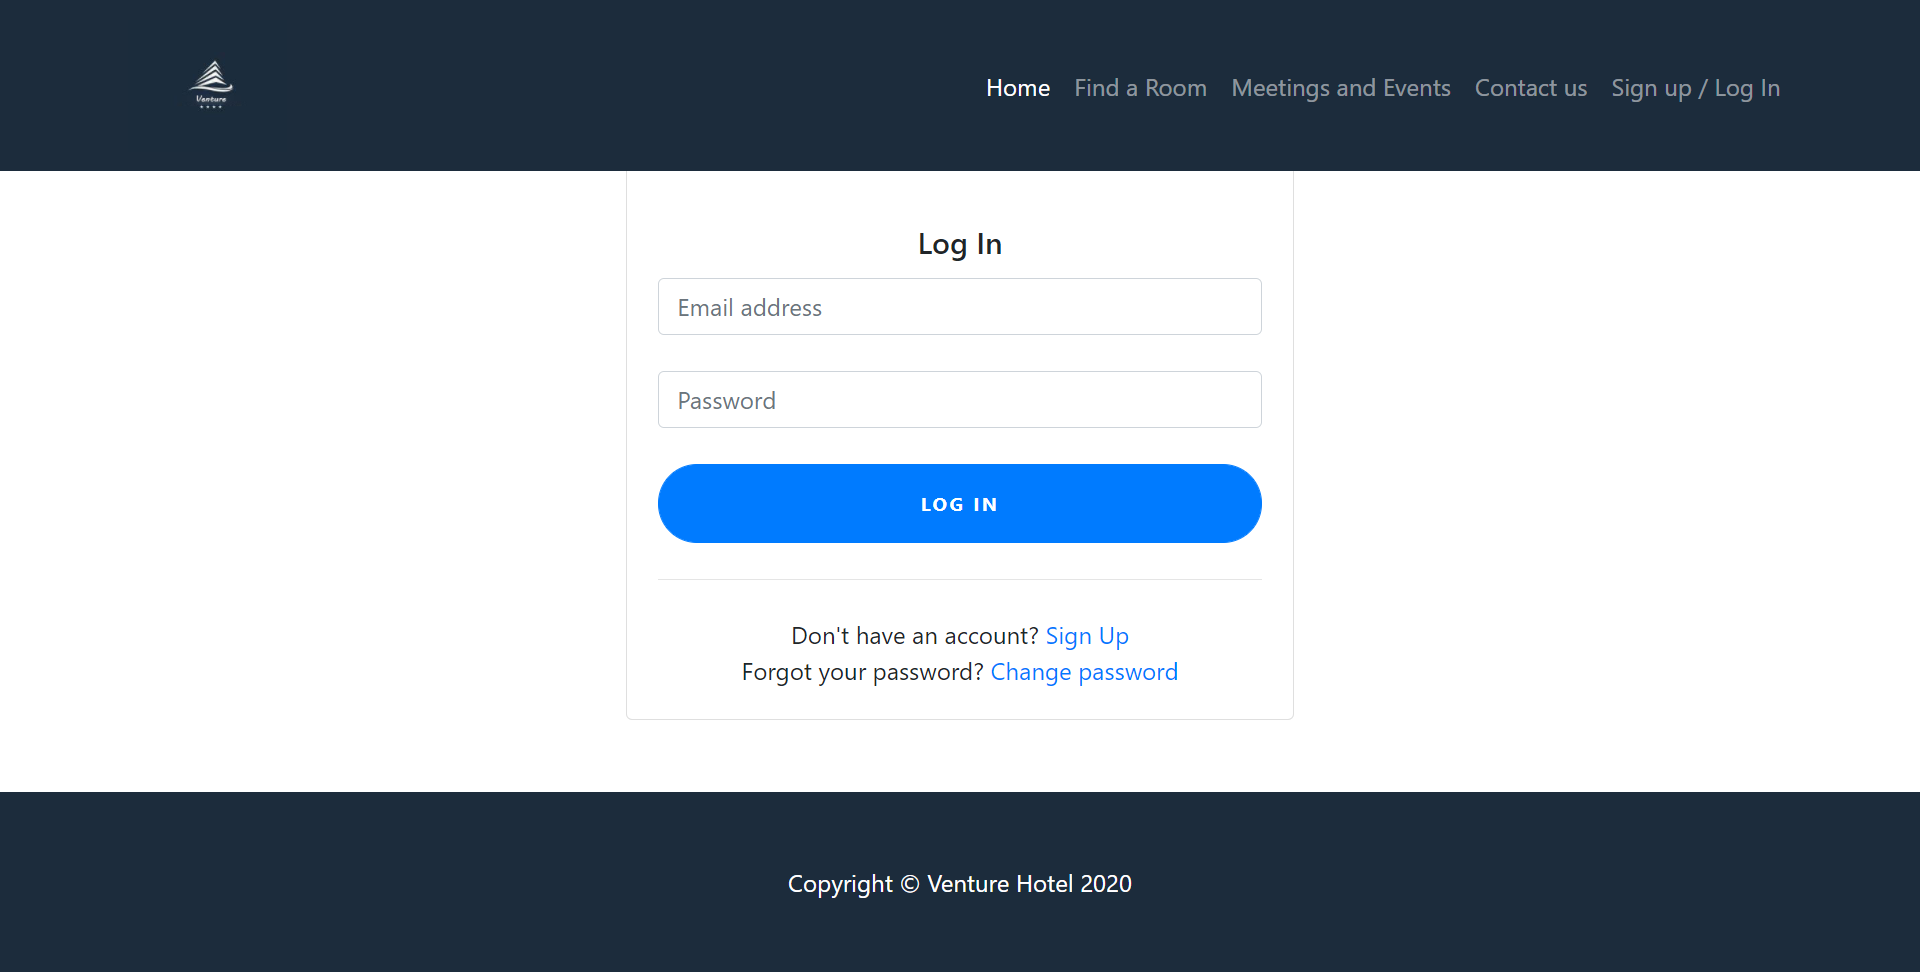 Venture
Home Find a Room Meetings and Events Contact us Sign up / Log In
Log In
Email address
Password
LOG IN
Don't have an account? Sign Up
Forgot your password? Change password
Copyright © Venture Hotel 2020